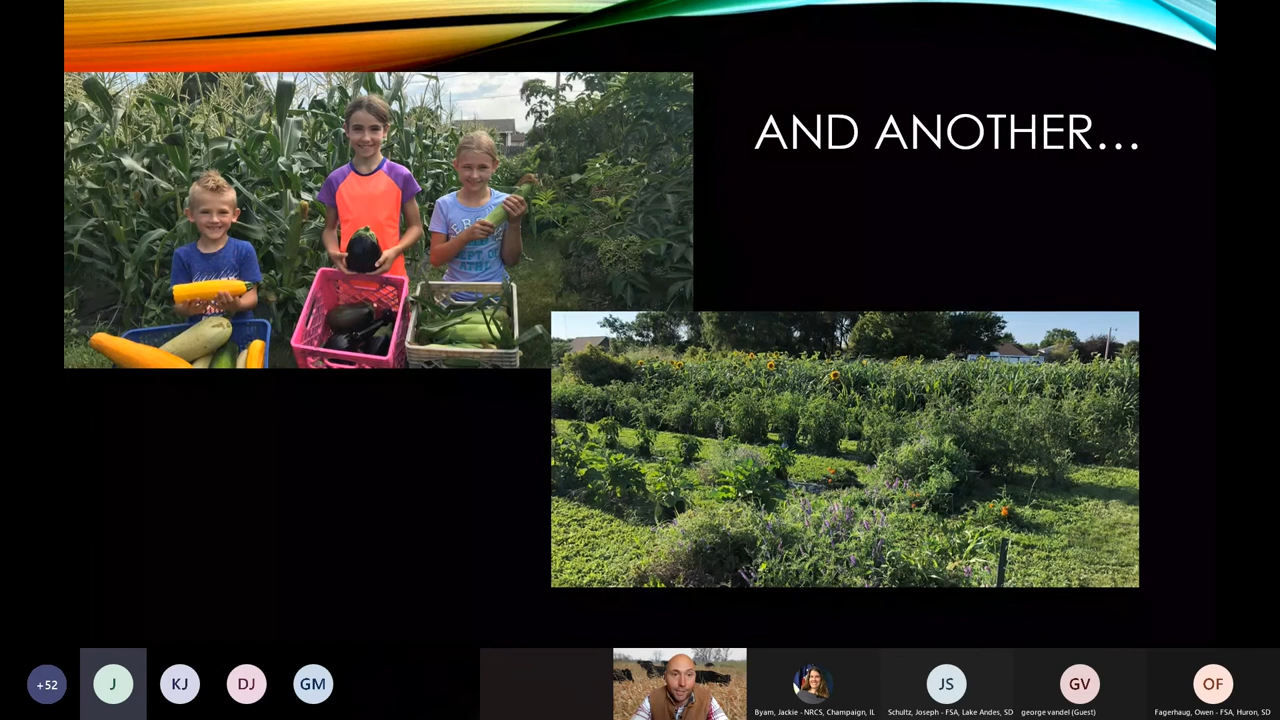 AND ANOTHER...
+52
J
KJ
DJ
GM
JS
GV
OF
Byam, Jackie - NRCS, Champaign, IL
Schultz, Joseph - FSA, Lake Andes, SD
george vandel (Guest)
Fagerhaug, Owen - FSA, Huron, SD